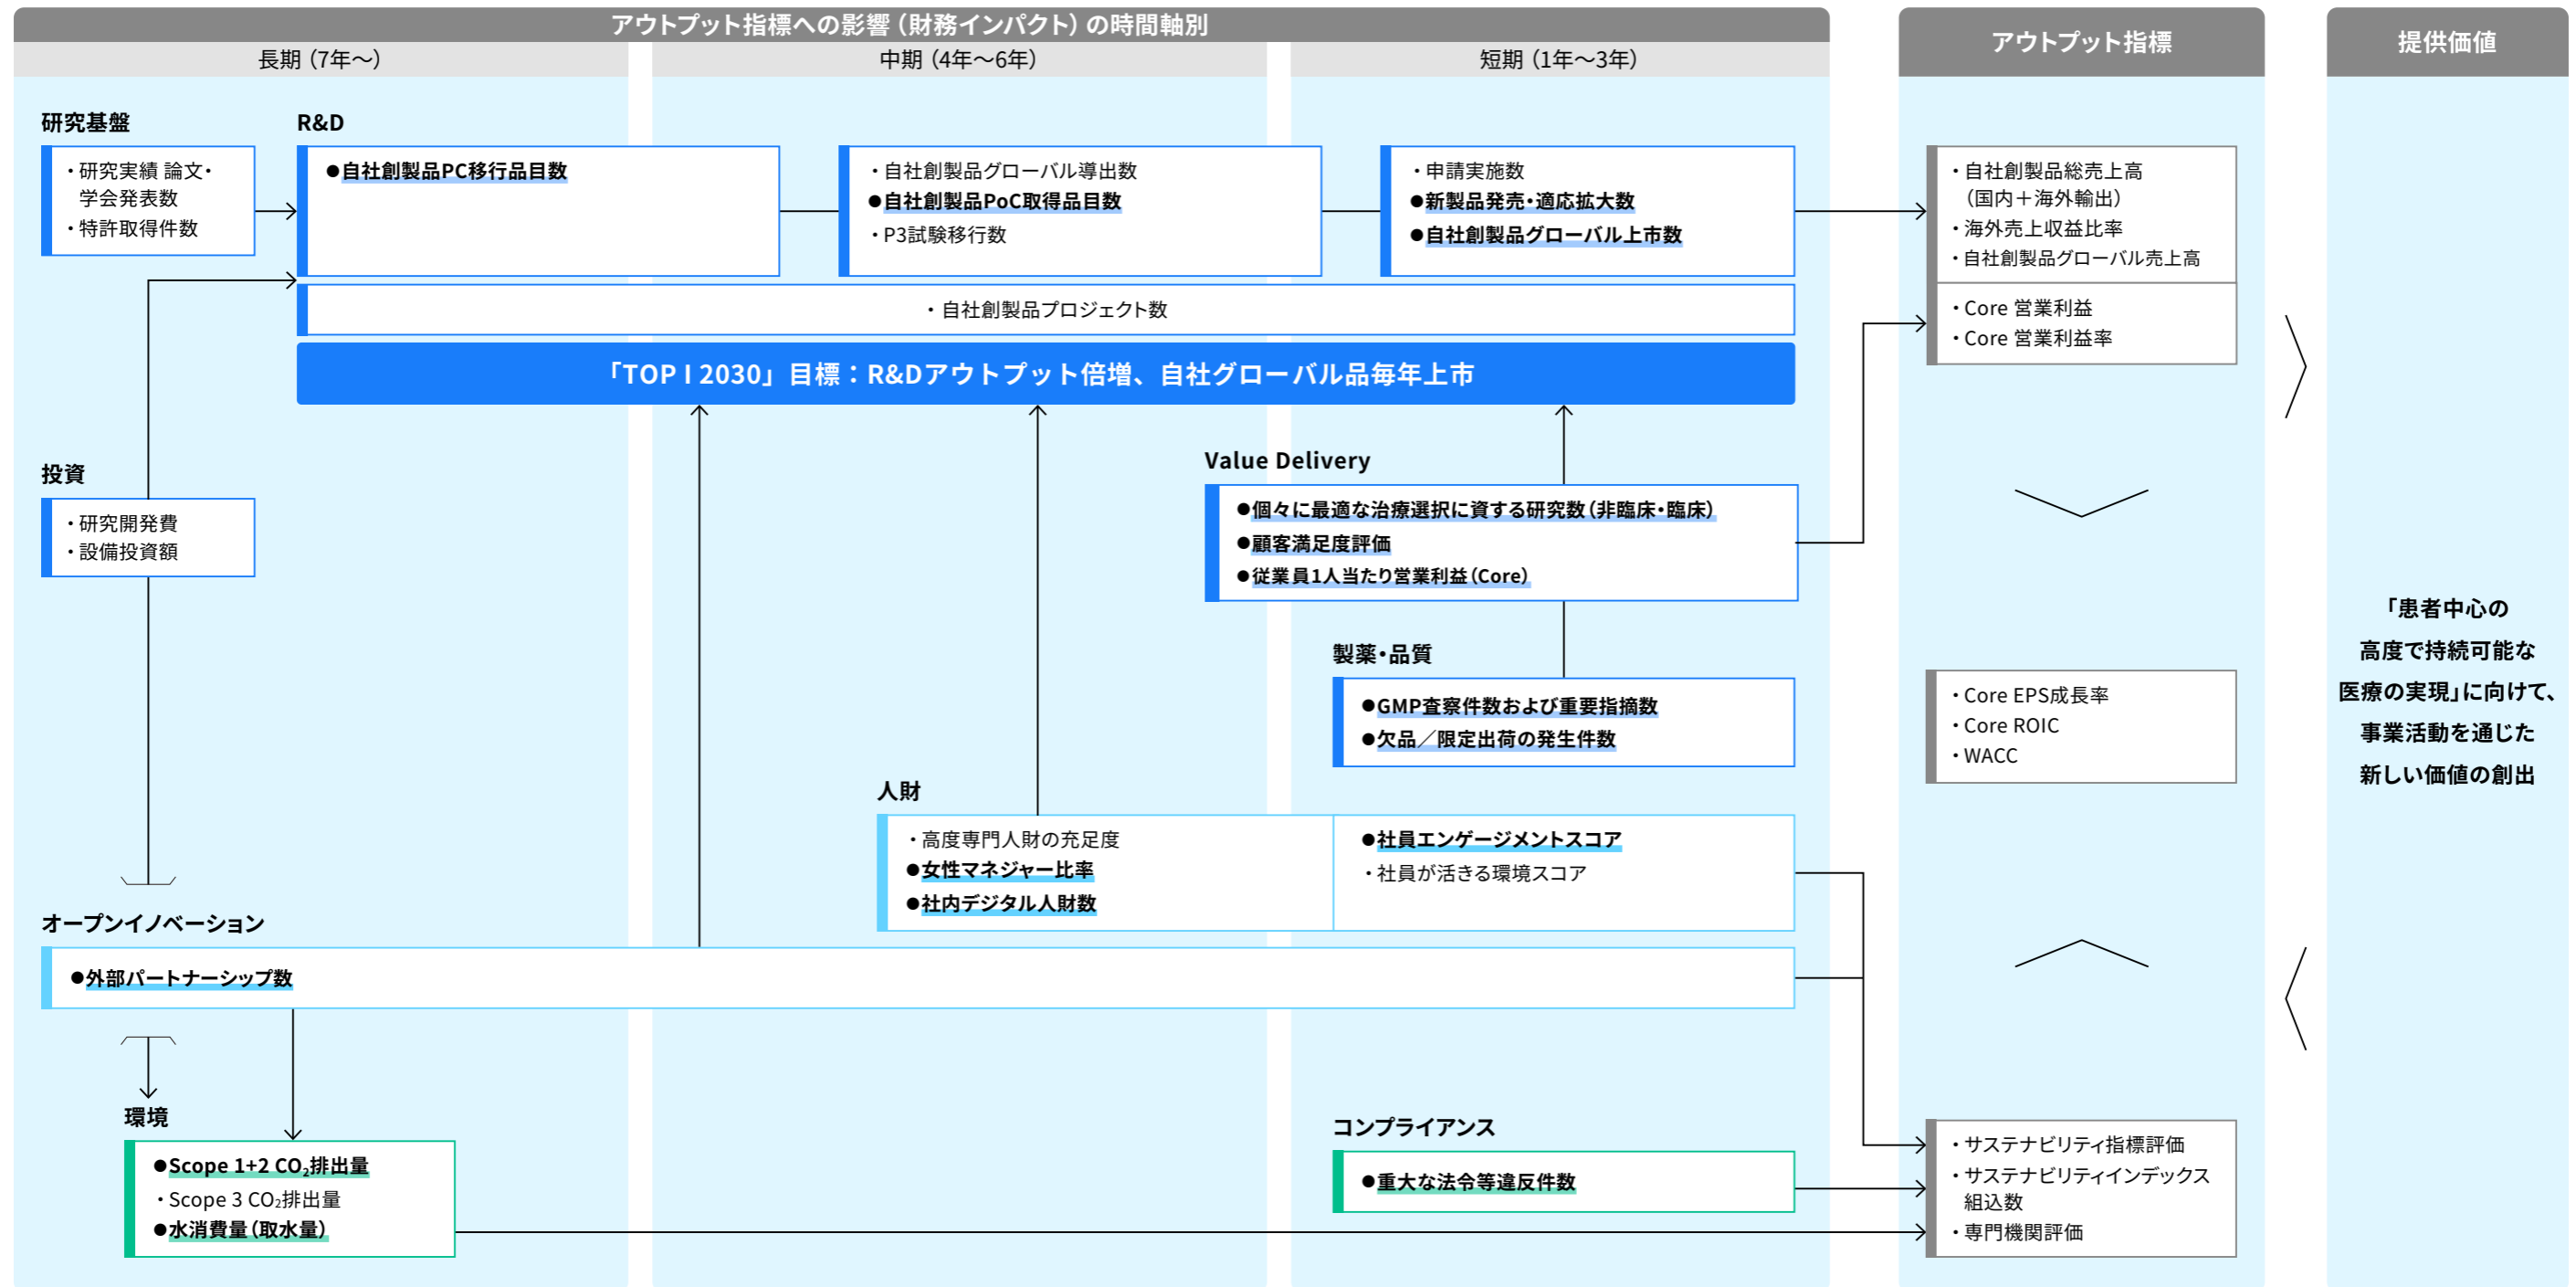 アウトプット指標への影響（財務インパクト）の時間軸別
長期（7年～）
中期（4年～6年）
短期（1年～3年）
アウトプット指標
提供価値
研究基盤
・研究実績 論文・
学会発表数
・特許取得件数
R&D
●自社創製品PC移行品目数
・自社創製品グローバル導出数
●自社創製品PoC取得品目数
・P3試験移行数
・申請実施数
●新製品発売・適応拡大数
●自社創製品グローバル上市数
・自社創製品プロジェクト数
「TOP I 2030」目標：R&Dアウトプット倍増、自社グローバル品毎年上市
・自社創製品総売上高
（国内＋海外輸出）
・海外売上収益比率
・自社創製品グローバル売上高
・Core 営業利益
・Core 営業利益率
投資
・研究開発費
・設備投資額
Value Delivery
●個々に最適な治療選択に資する研究数（非臨床・臨床）
●顧客満足度評価
●従業員1人当たり営業利益（Core）
製薬・品質
●GMP査察件数および重要指摘数
●欠品／限定出荷の発生件数
・Core EPS成長率
・Core ROIC
・WACC
「患者中心の
高度で持続可能な
医療の実現」に向けて、
事業活動を通じた
新しい価値の創出
人財
・高度専門人財の充足度
●女性マネジャー比率
●社内デジタル人財数
●社員エンゲージメントスコア
・社員が活きる環境スコア
オープンイノベーション
●外部パートナーシップ数
環境
●Scope 1+2 CO₂排出量
・Scope 3 CO₂排出量
●水消費量（取水量）
コンプライアンス
●重大な法令等違反件数
・サステナビリティ指標評価
・サステナビリティインデックス
組込数
・専門機関評価